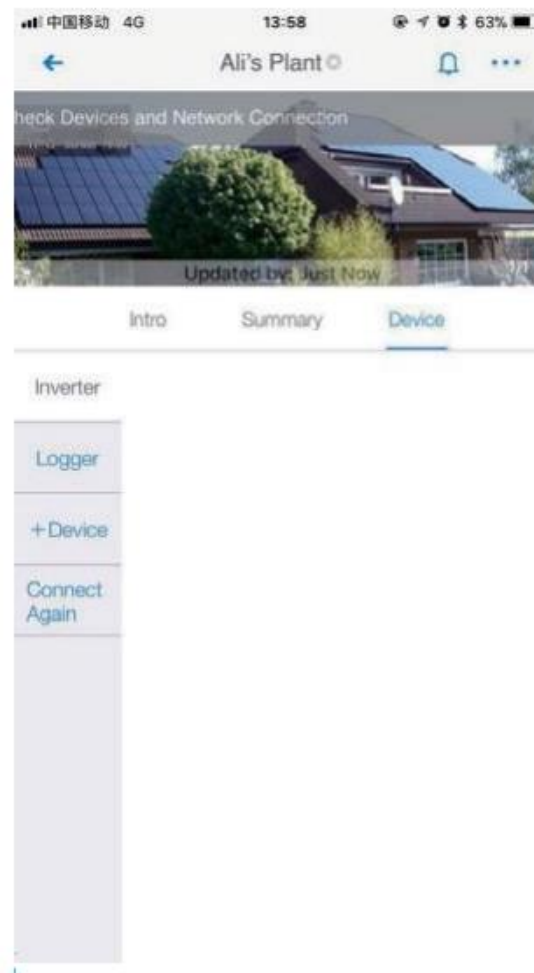 中国移动 4G 13:58 63%
Ali's Plant
heck Devices and Network Connection
Updated by: Just Now
Intro Summary Device
Inverter
Logger
+Device
Connect
Again